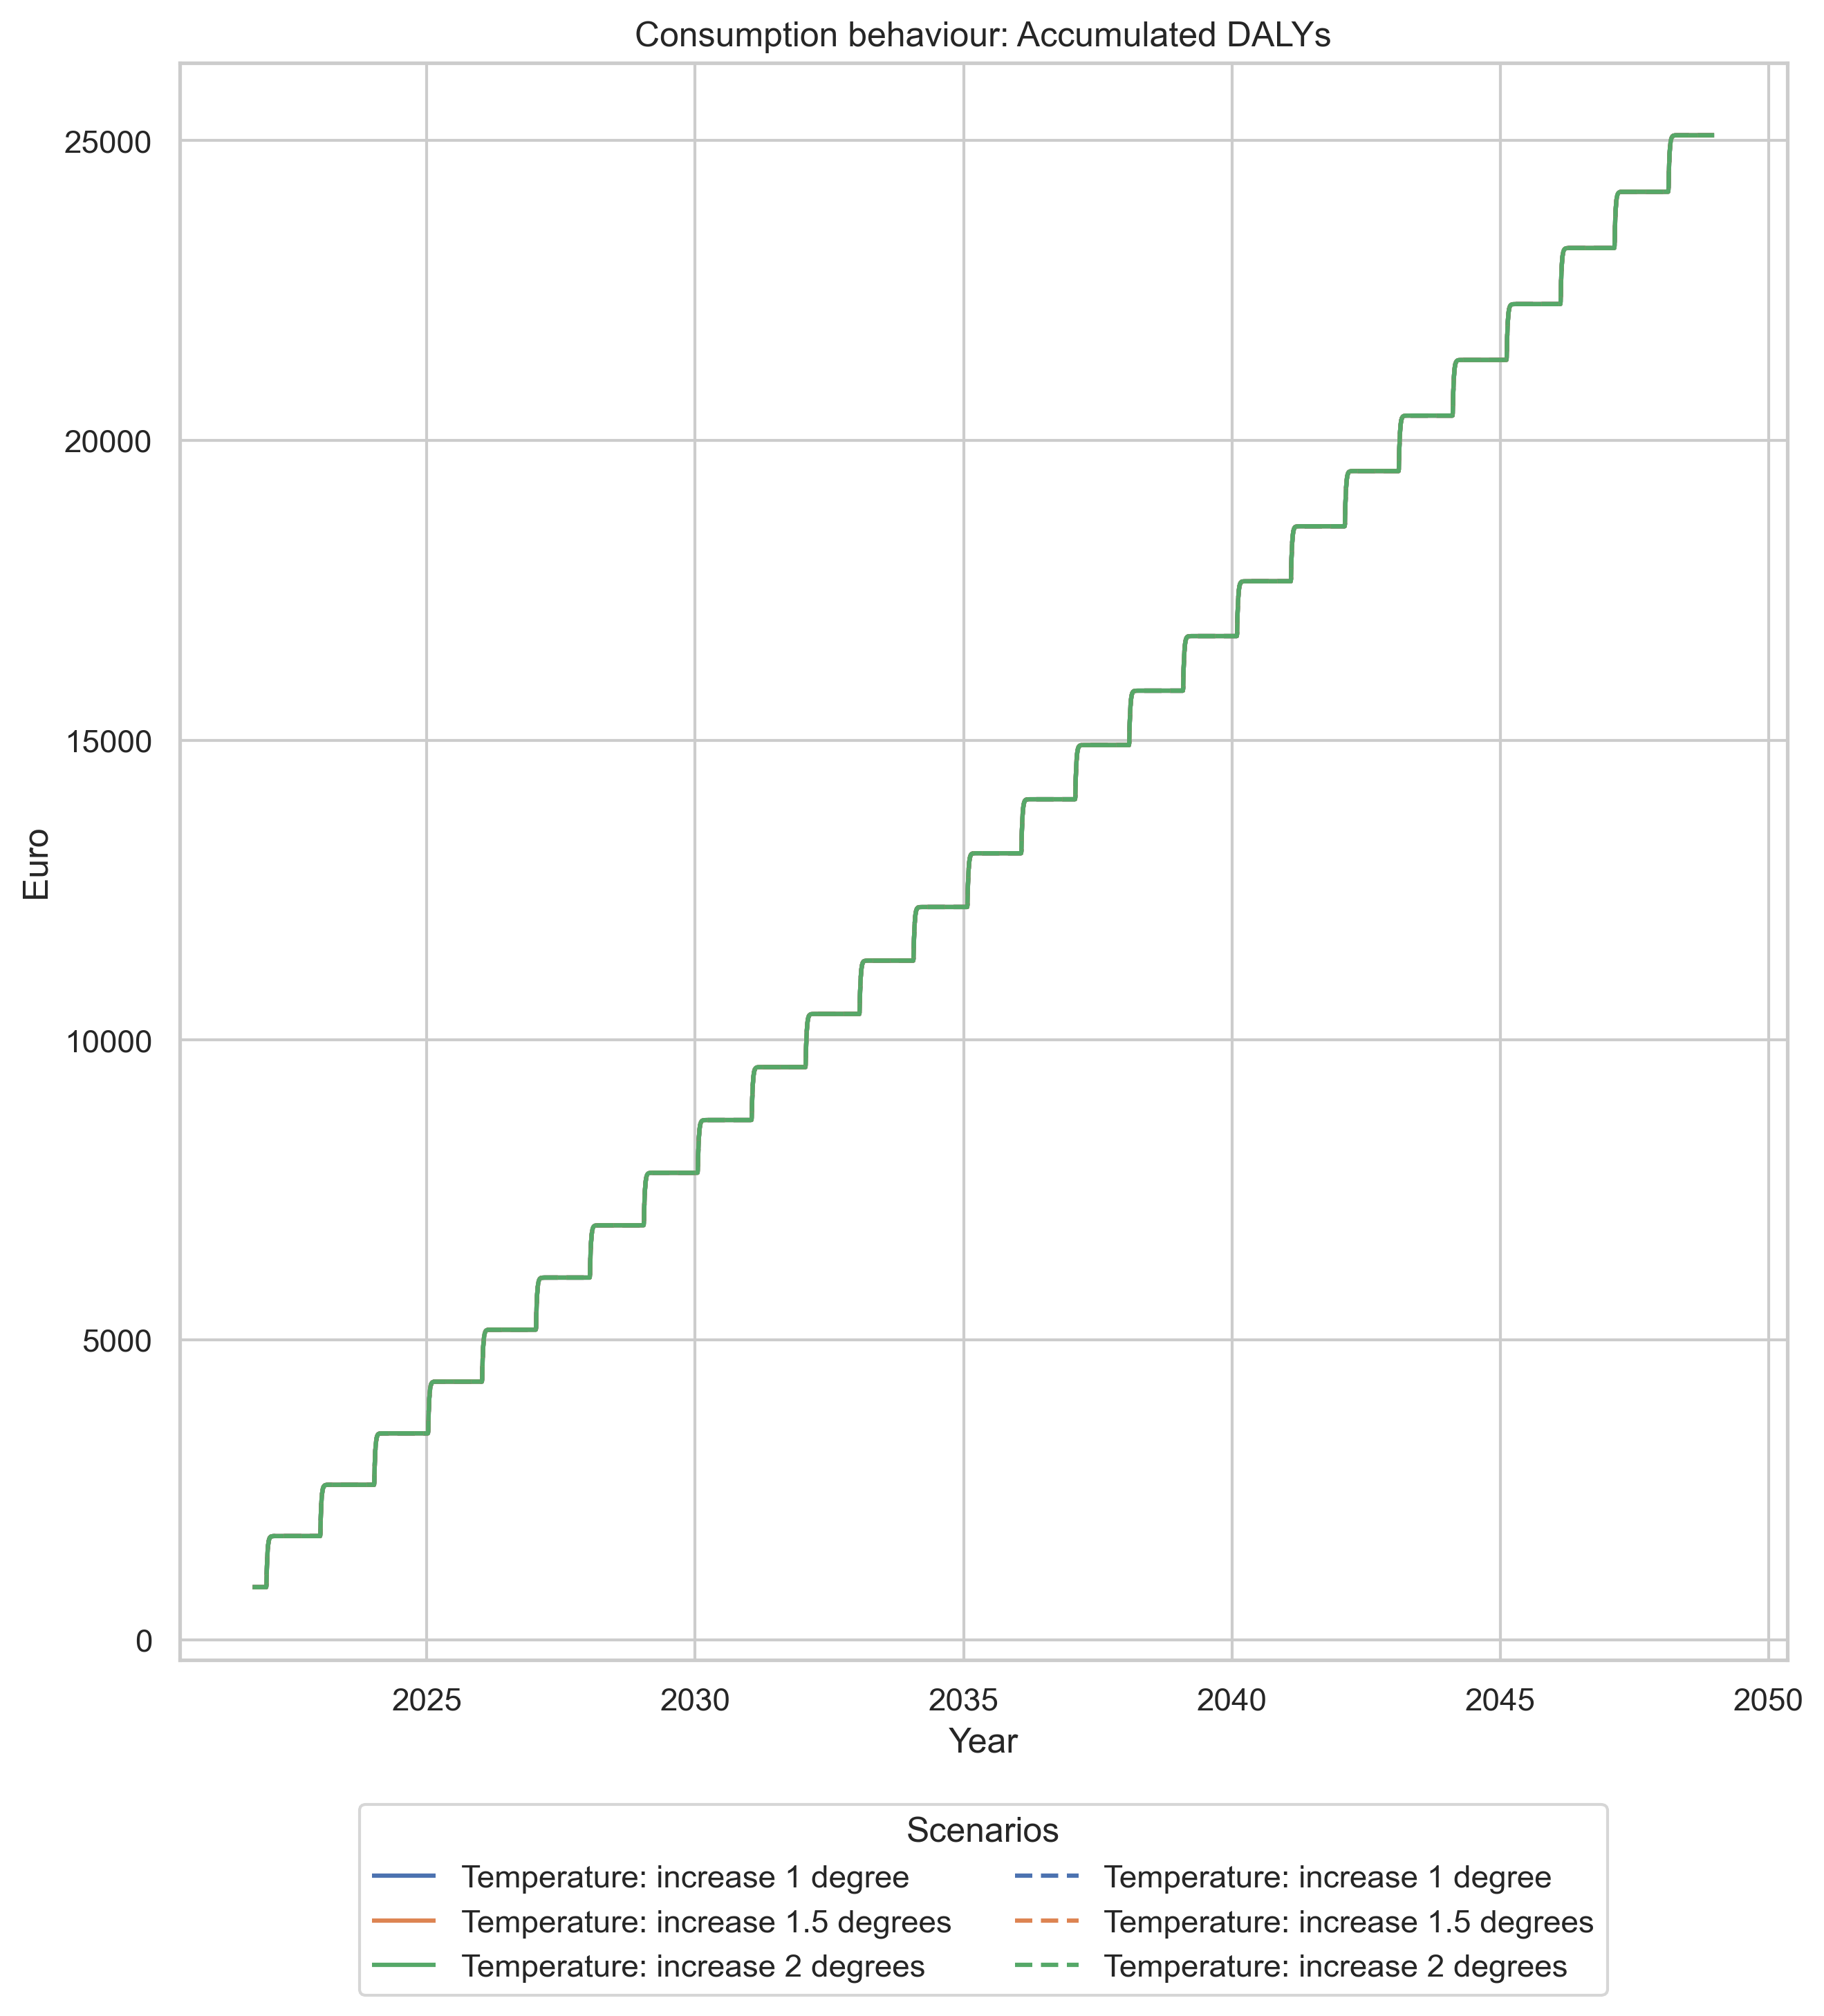 Consumption behaviour: Accumulated DALYs
25000
20000
15000
10000
5000
0
Euro
2025 2030 2035 2040 2045 2050
Year
Scenarios
Temperature: increase 1 degree Temperature: increase 1 degree
Temperature: increase 1.5 degrees Temperature: increase 1.5 degrees
Temperature: increase 2 degrees Temperature: increase 2 degrees